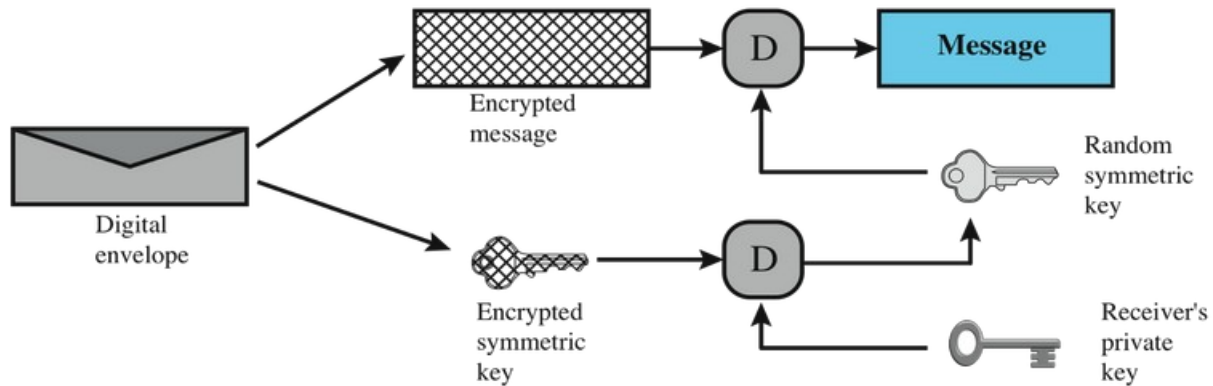 D
Message
Encrypted
message
Digital
envelope
Random
symmetric
key
D
Encrypted
symmetric
key
Receiver's
private
key